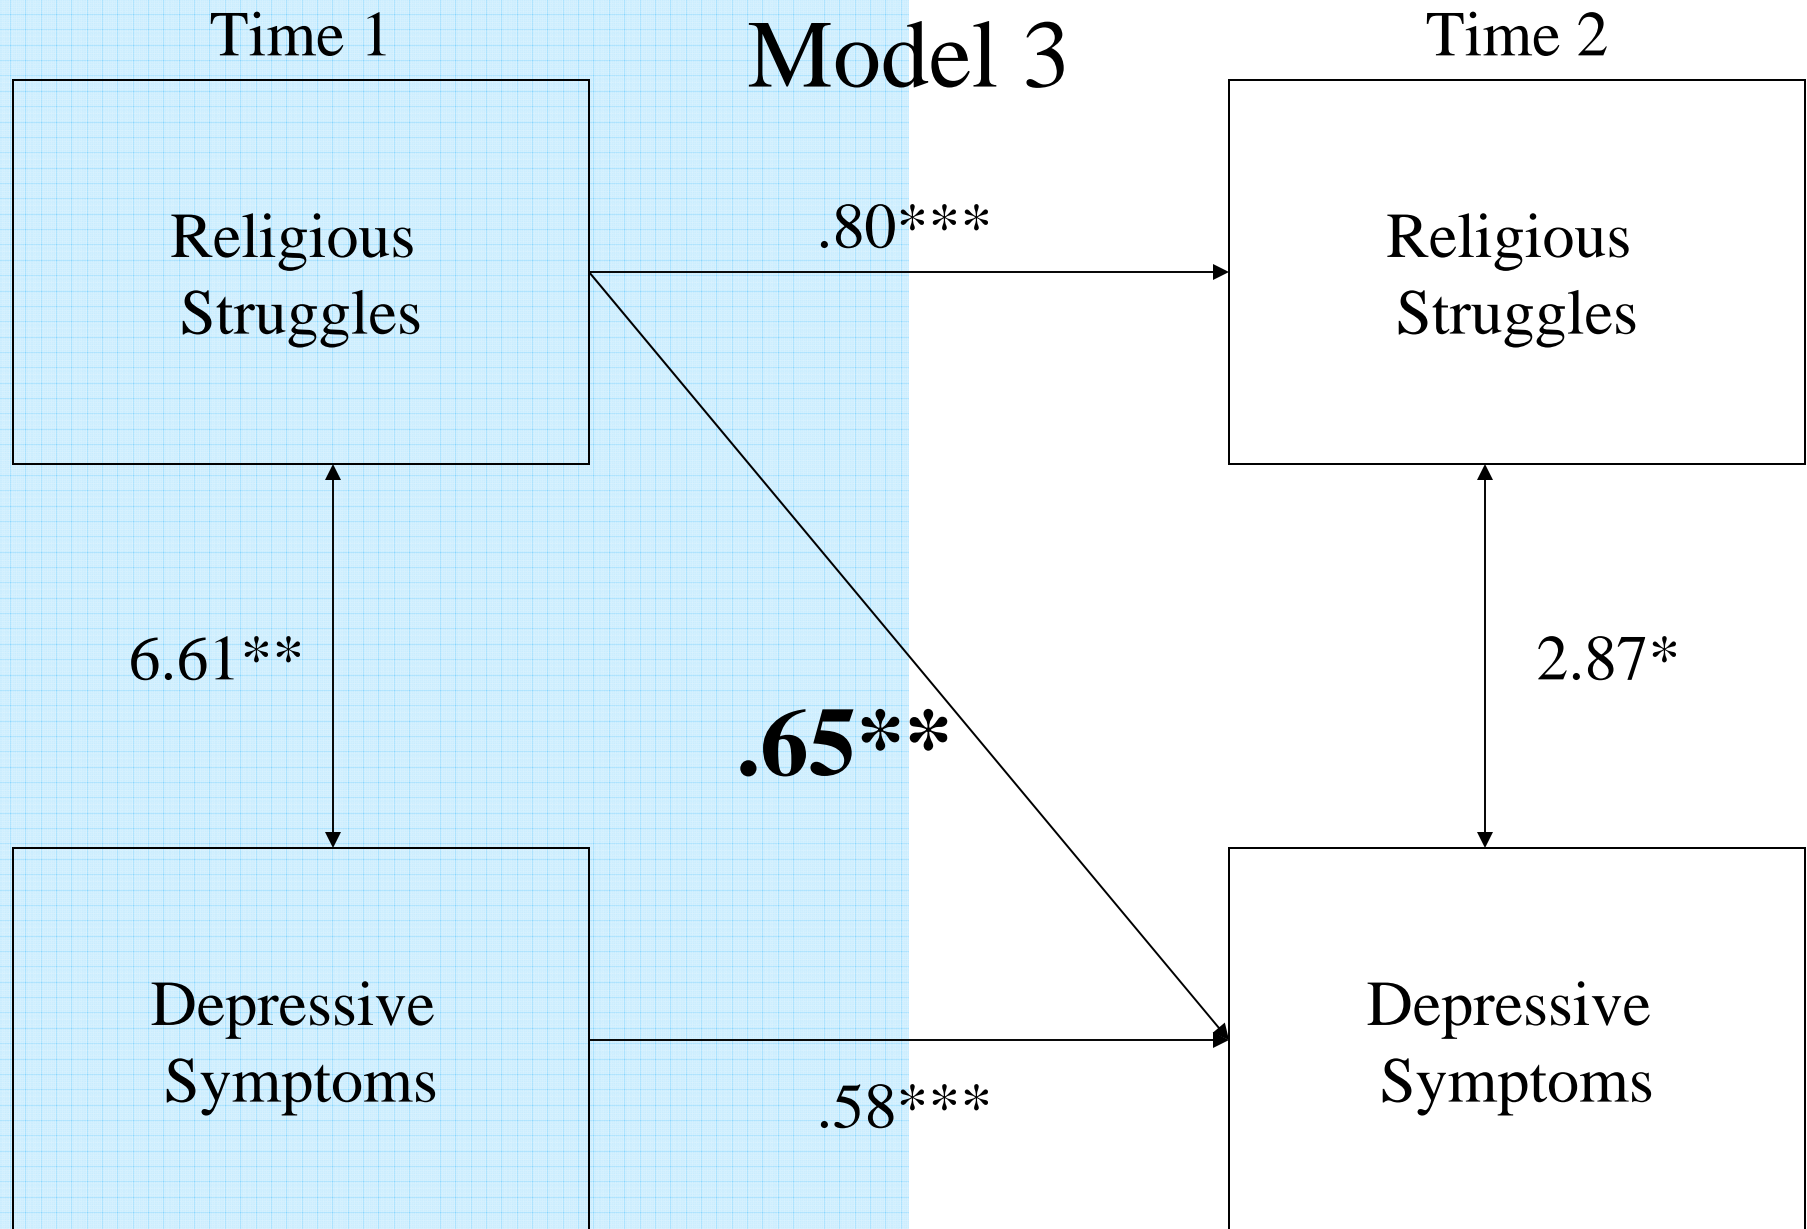 Time 1
Model 3
Time 2
Religious
Struggles
.80***
Religious
Struggles
6.61**
2.87*
.65**
Depressive
Symptoms
.58***
Depressive
Symptoms